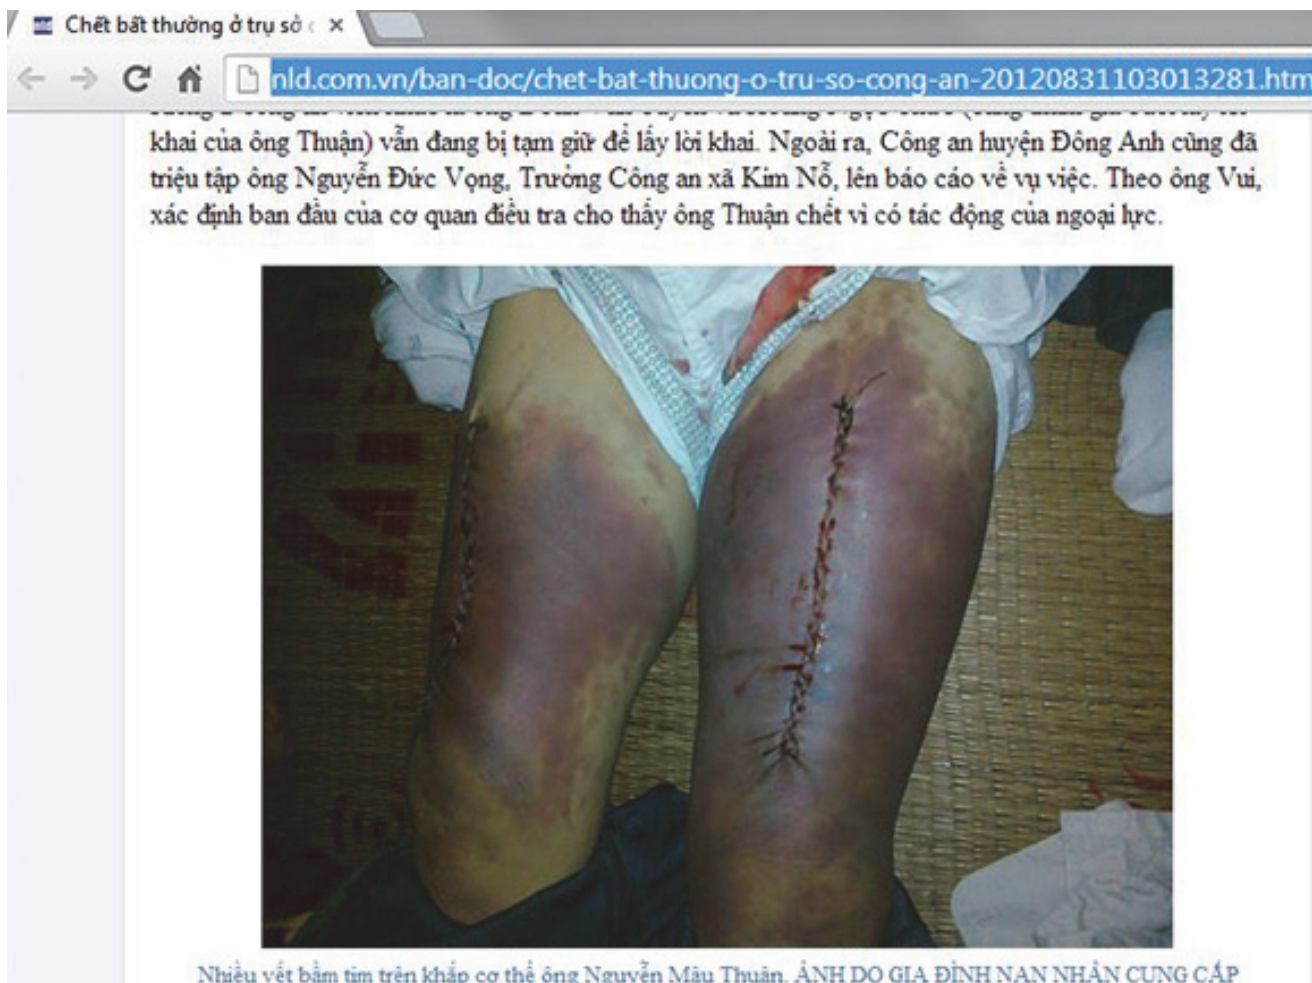 Chết bất thường ở trụ sở c
nld.com.vn/ban-doc/chet-bat-thuong-o-tru-so-cong-an-20120831103013281.htm
khai của ông Thuận) vẫn đang bị tạm giữ để lấy lời khai. Ngoài ra, Công an huyện Đông Anh cũng đã
triệu tập ông Nguyễn Đức Vọng, Trưởng Công an xã Kim Nỗ, lên báo cáo về vụ việc. Theo ông Vui,
xác định ban đầu của cơ quan điều tra cho thấy ông Thuận chết vì có tác động của ngoại lực.
Nhiều vết bầm tím trên khắp cơ thể ông Nguyễn Mậu Thuận. ẢNH DO GIA ĐÌNH NẠN NHÂN CUNG CẤP